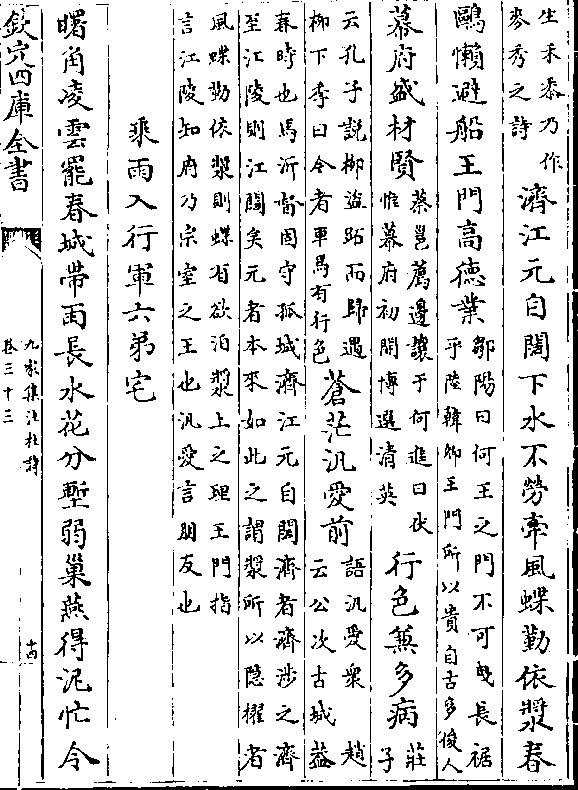 生禾黍乃作
麥秀之詩
濟江元自闊下水不勞牽風蝶勤依槳春
鷗懶避船王門高德業
鄒陽曰何王之門不可曳長裾
乎陸韓卿王門所以貴自古多俊人
幕府盛材賢
蔡邕薦邊讓于何進曰伏
惟幕府初開博選清英
行色兼多病
莊
子
云孔子說柳盜跖而歸遇
柳下季曰今者車馬有行色
蒼茫汎愛前
語汎愛衆 趙
云公次古城益
春時也馬沂督固守孤城濟江元自闊濟者濟涉之濟
至江陵則江闊矣元者本來如此之謂槳所以隱櫂者
風蝶勤依槳則蝶有欲泊槳上之理王門指
言江陵知府乃宗室之王也汎愛言朋友也
乘雨入行軍六弟宅
曙角凌雲罷春城帶雨長水花分塹弱巢燕得泥忙令
欽定四庫全書
九家集注杜詩
卷三十三
十四